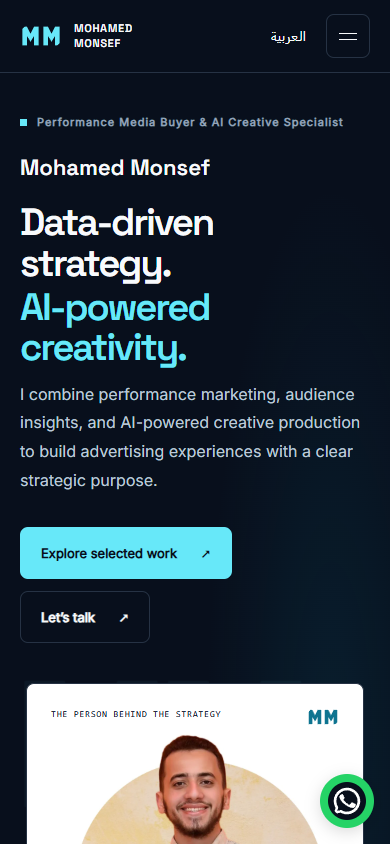 MM
MOHAMED
MONSEF
العربية
Performance Media Buyer & AI Creative Specialist
Mohamed Monsef
Data-driven
strategy.
AI-powered
creativity.
I combine performance marketing, audience
insights, and AI-powered creative production
to build advertising experiences with a clear
strategic purpose.
Explore selected work ↗
Let's talk ↗
THE PERSON BEHIND THE STRATEGY
MM